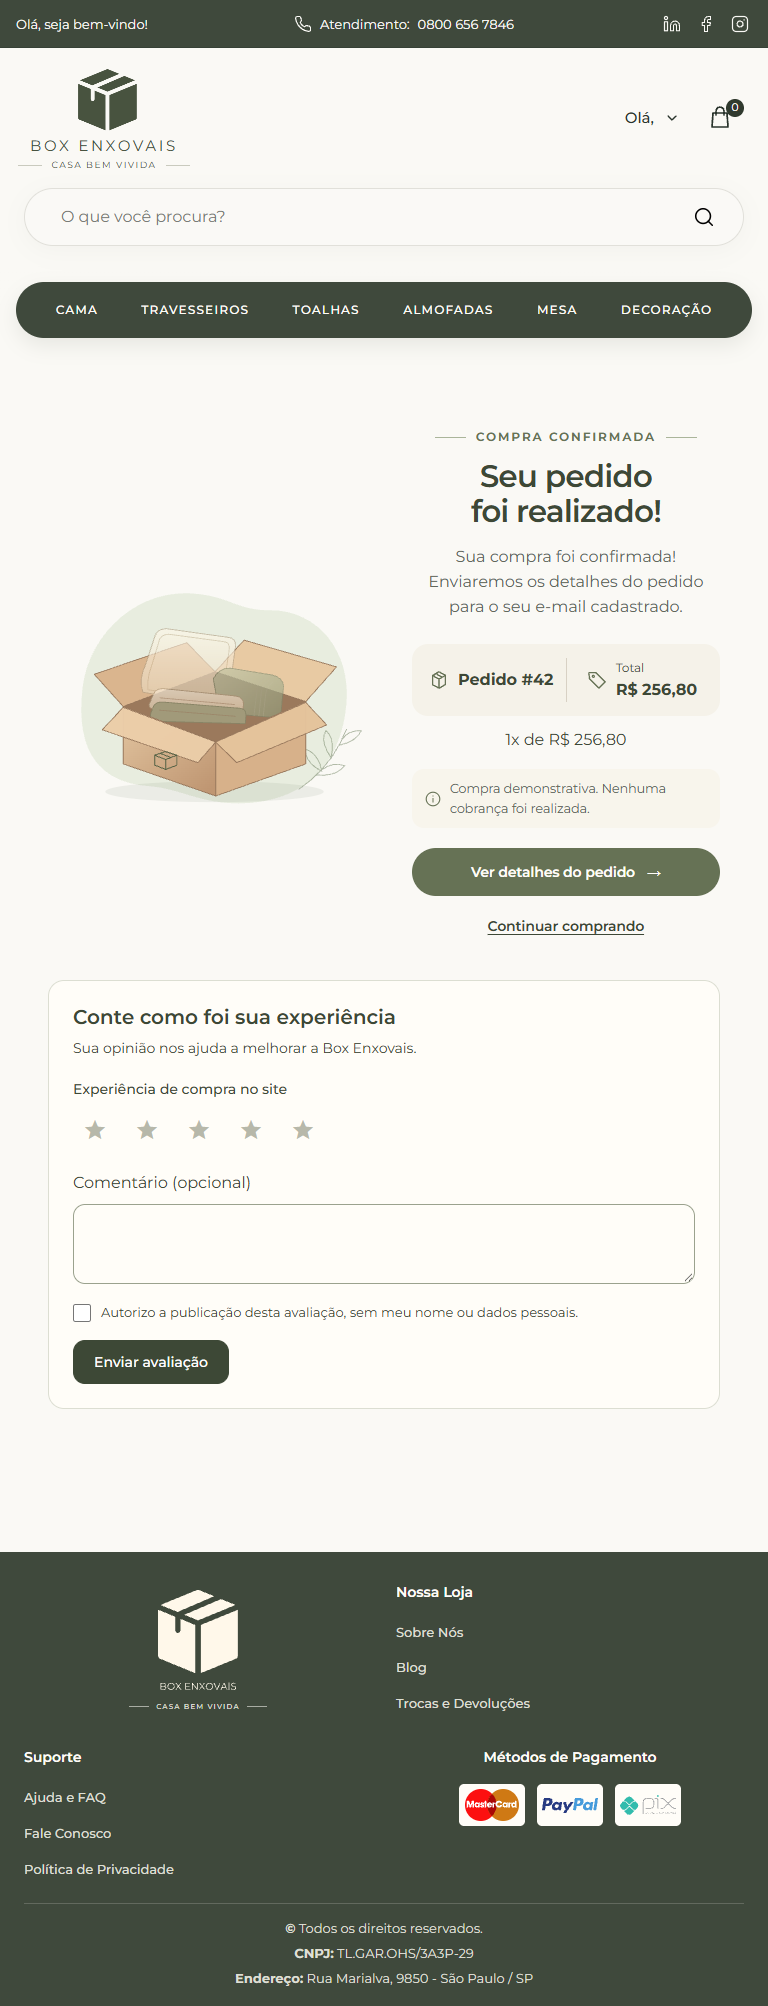 Olá, seja bem-vindo!
Atendimento: 0800 656 7846
BOX ENXOVAIS
CASA BEM VIVIDA
Olá,
0
O que você procura?
CAMA TRAVESSEIROS TOALHAS ALMOFADAS MESA DECORAÇÃO
COMPRA CONFIRMADA
Seu pedido
foi realizado!
Sua compra foi confirmada!
Enviaremos os detalhes do pedido
para o seu e-mail cadastrado.
Pedido #42
Total
R$ 256,80
1x de R$ 256,80
Compra demonstrativa. Nenhuma
cobrança foi realizada.
Ver detalhes do pedido →
Continuar comprando
Conte como foi sua experiência
Sua opinião nos ajuda a melhorar a Box Enxovais.
Experiência de compra no site
Comentário (opcional)
Autorizo a publicação desta avaliação, sem meu nome ou dados pessoais.
Enviar avaliação
BOX ENXOVAIS
CASA BEM VIVIDA
Nossa Loja
Sobre Nós
Blog
Trocas e Devoluções
Suporte
Ajuda e FAQ
Fale Conosco
Política de Privacidade
Métodos de Pagamento
MasterCard PayPal pix
© Todos os direitos reservados.
CNPJ: TL.GAR.OHS/3A3P-29
Endereço: Rua Marialva, 9850 - São Paulo / SP